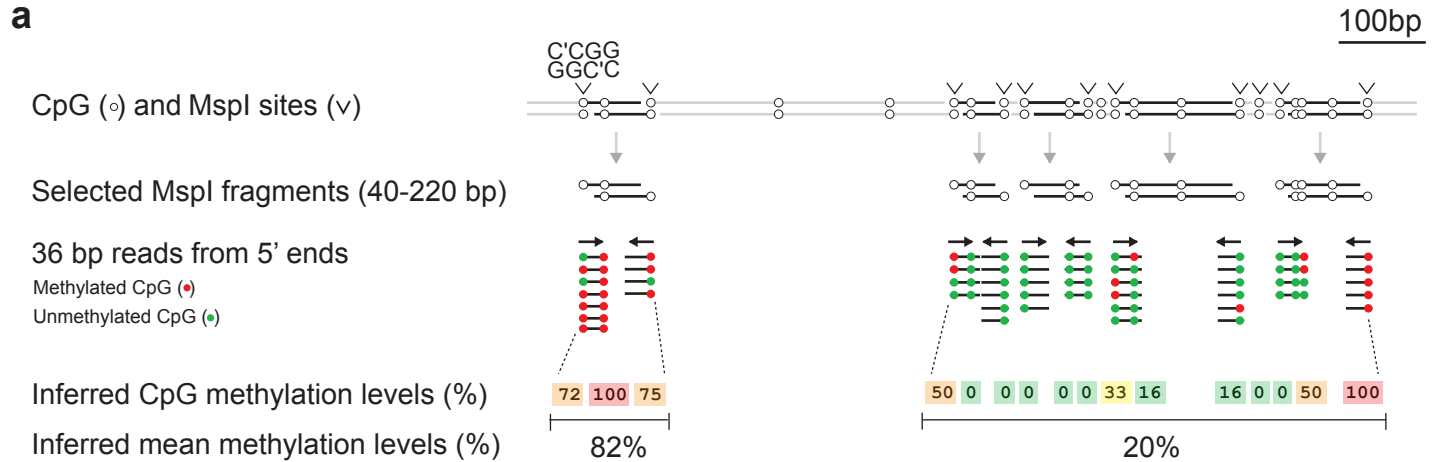 a
100bp
C'CGG
GGC'C
CpG (○) and MspI sites (∨)
Selected MspI fragments (40-220 bp)
36 bp reads from 5’ ends
Methylated CpG (●)
Unmethylated CpG (●)
Inferred CpG methylation levels (%)
72 100 75 50 0 0 0 0 0 33 16 16 0 0 50 100
Inferred mean methylation levels (%)
82% 20%